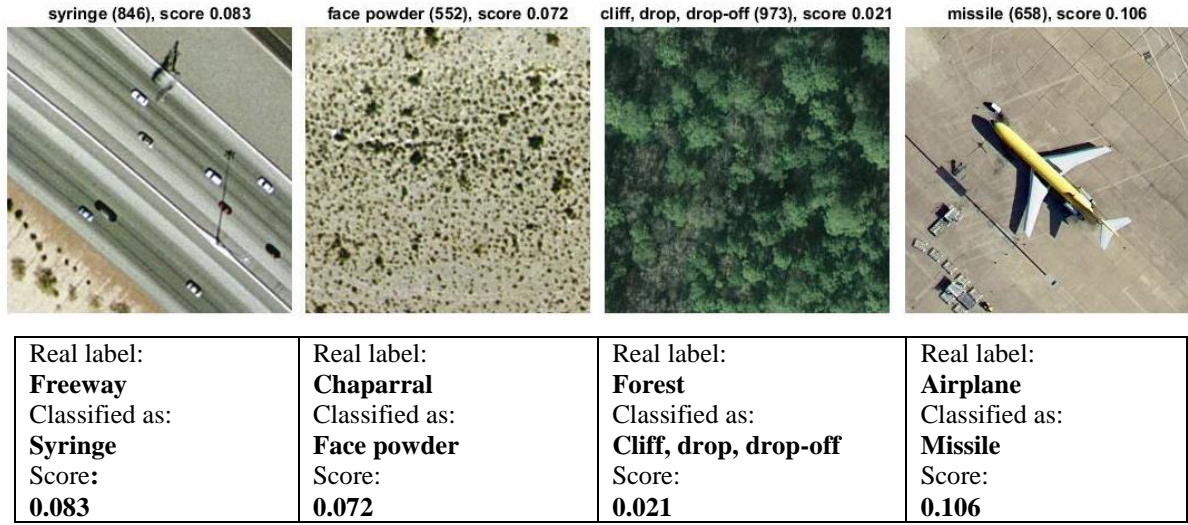 syringe (846), score 0.083
face powder (552), score 0.072
cliff, drop, drop-off (973), score 0.021
missile (658), score 0.106
Real label:
Freeway
Classified as:
Syringe
Score:
0.083
Real label:
Chaparral
Classified as:
Face powder
Score:
0.072
Real label:
Forest
Classified as:
Cliff, drop, drop-off
Score:
0.021
Real label:
Airplane
Classified as:
Missile
Score:
0.106